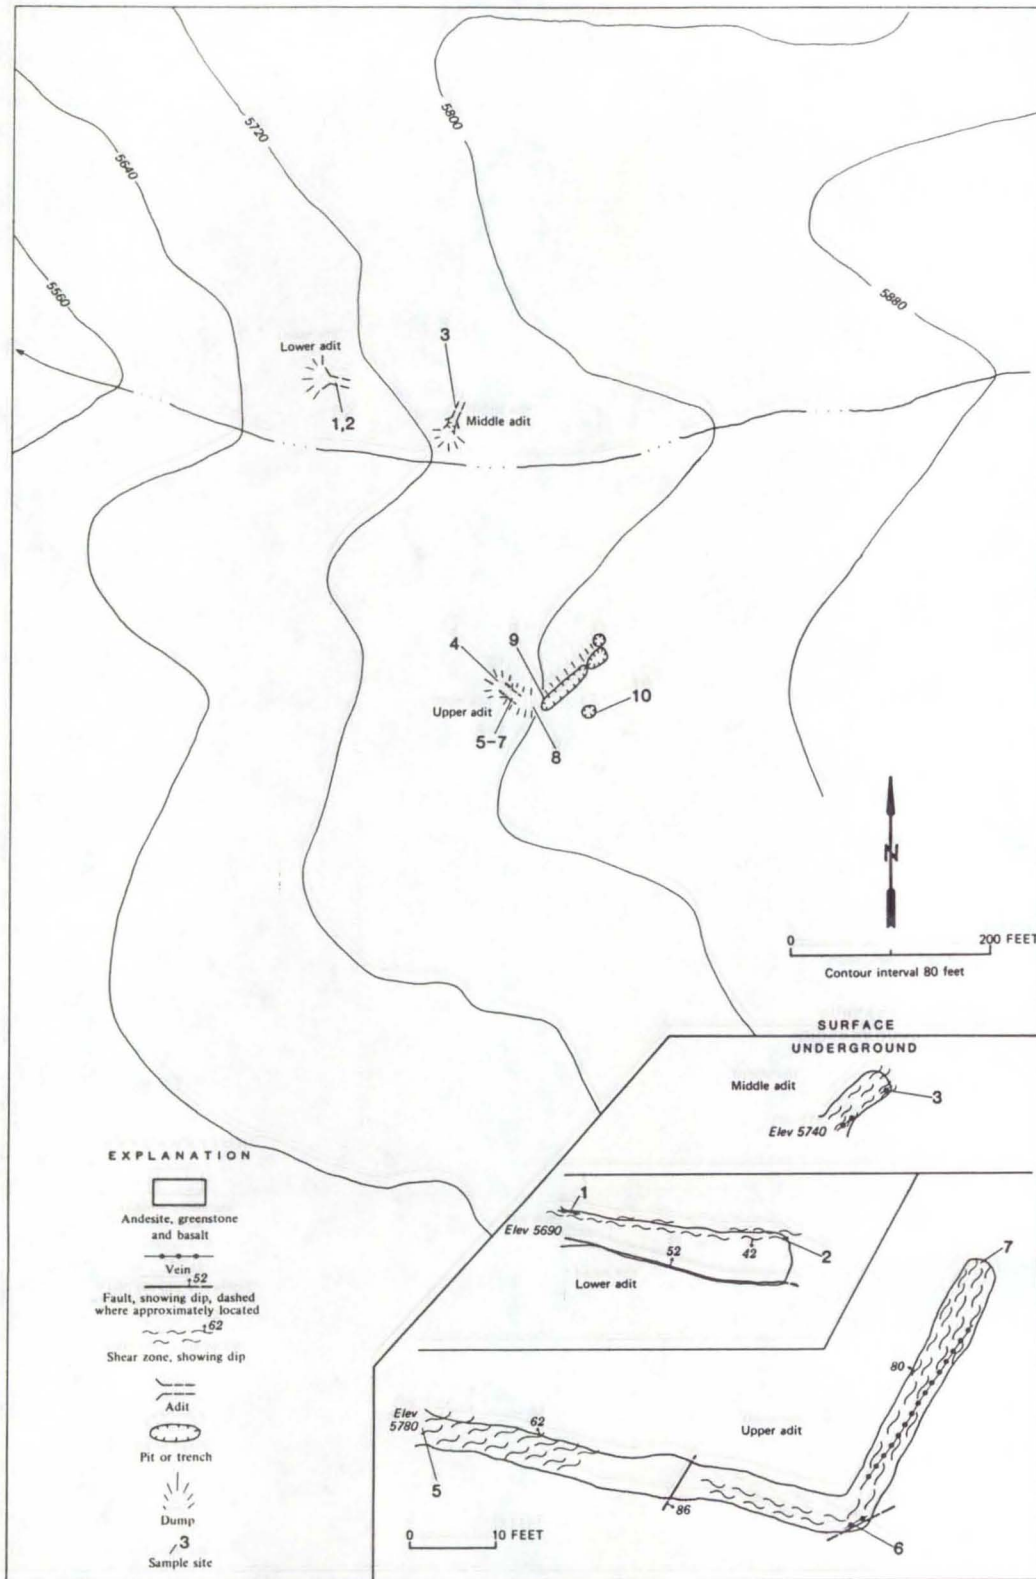 5640
5720
5800
5560
5880
Lower adit
3
1,2
Middle adit
9
4
10
Upper adit
5-7
8
N
0 200 FEET
Contour interval 80 feet
SURFACE
UNDERGROUND
Middle adit
3
Elev 5740
EXPLANATION
Andesite, greenstone
and basalt
Vein
52
Fault, showing dip, dashed
where approximately located
62
Shear zone, showing dip
Adit
Pit or trench
Dump
3
Sample site
1
Elev 5690
52
42
2
Lower adit
7
80
Elev
5780
62
Upper adit
5
86
6
0 10 FEET